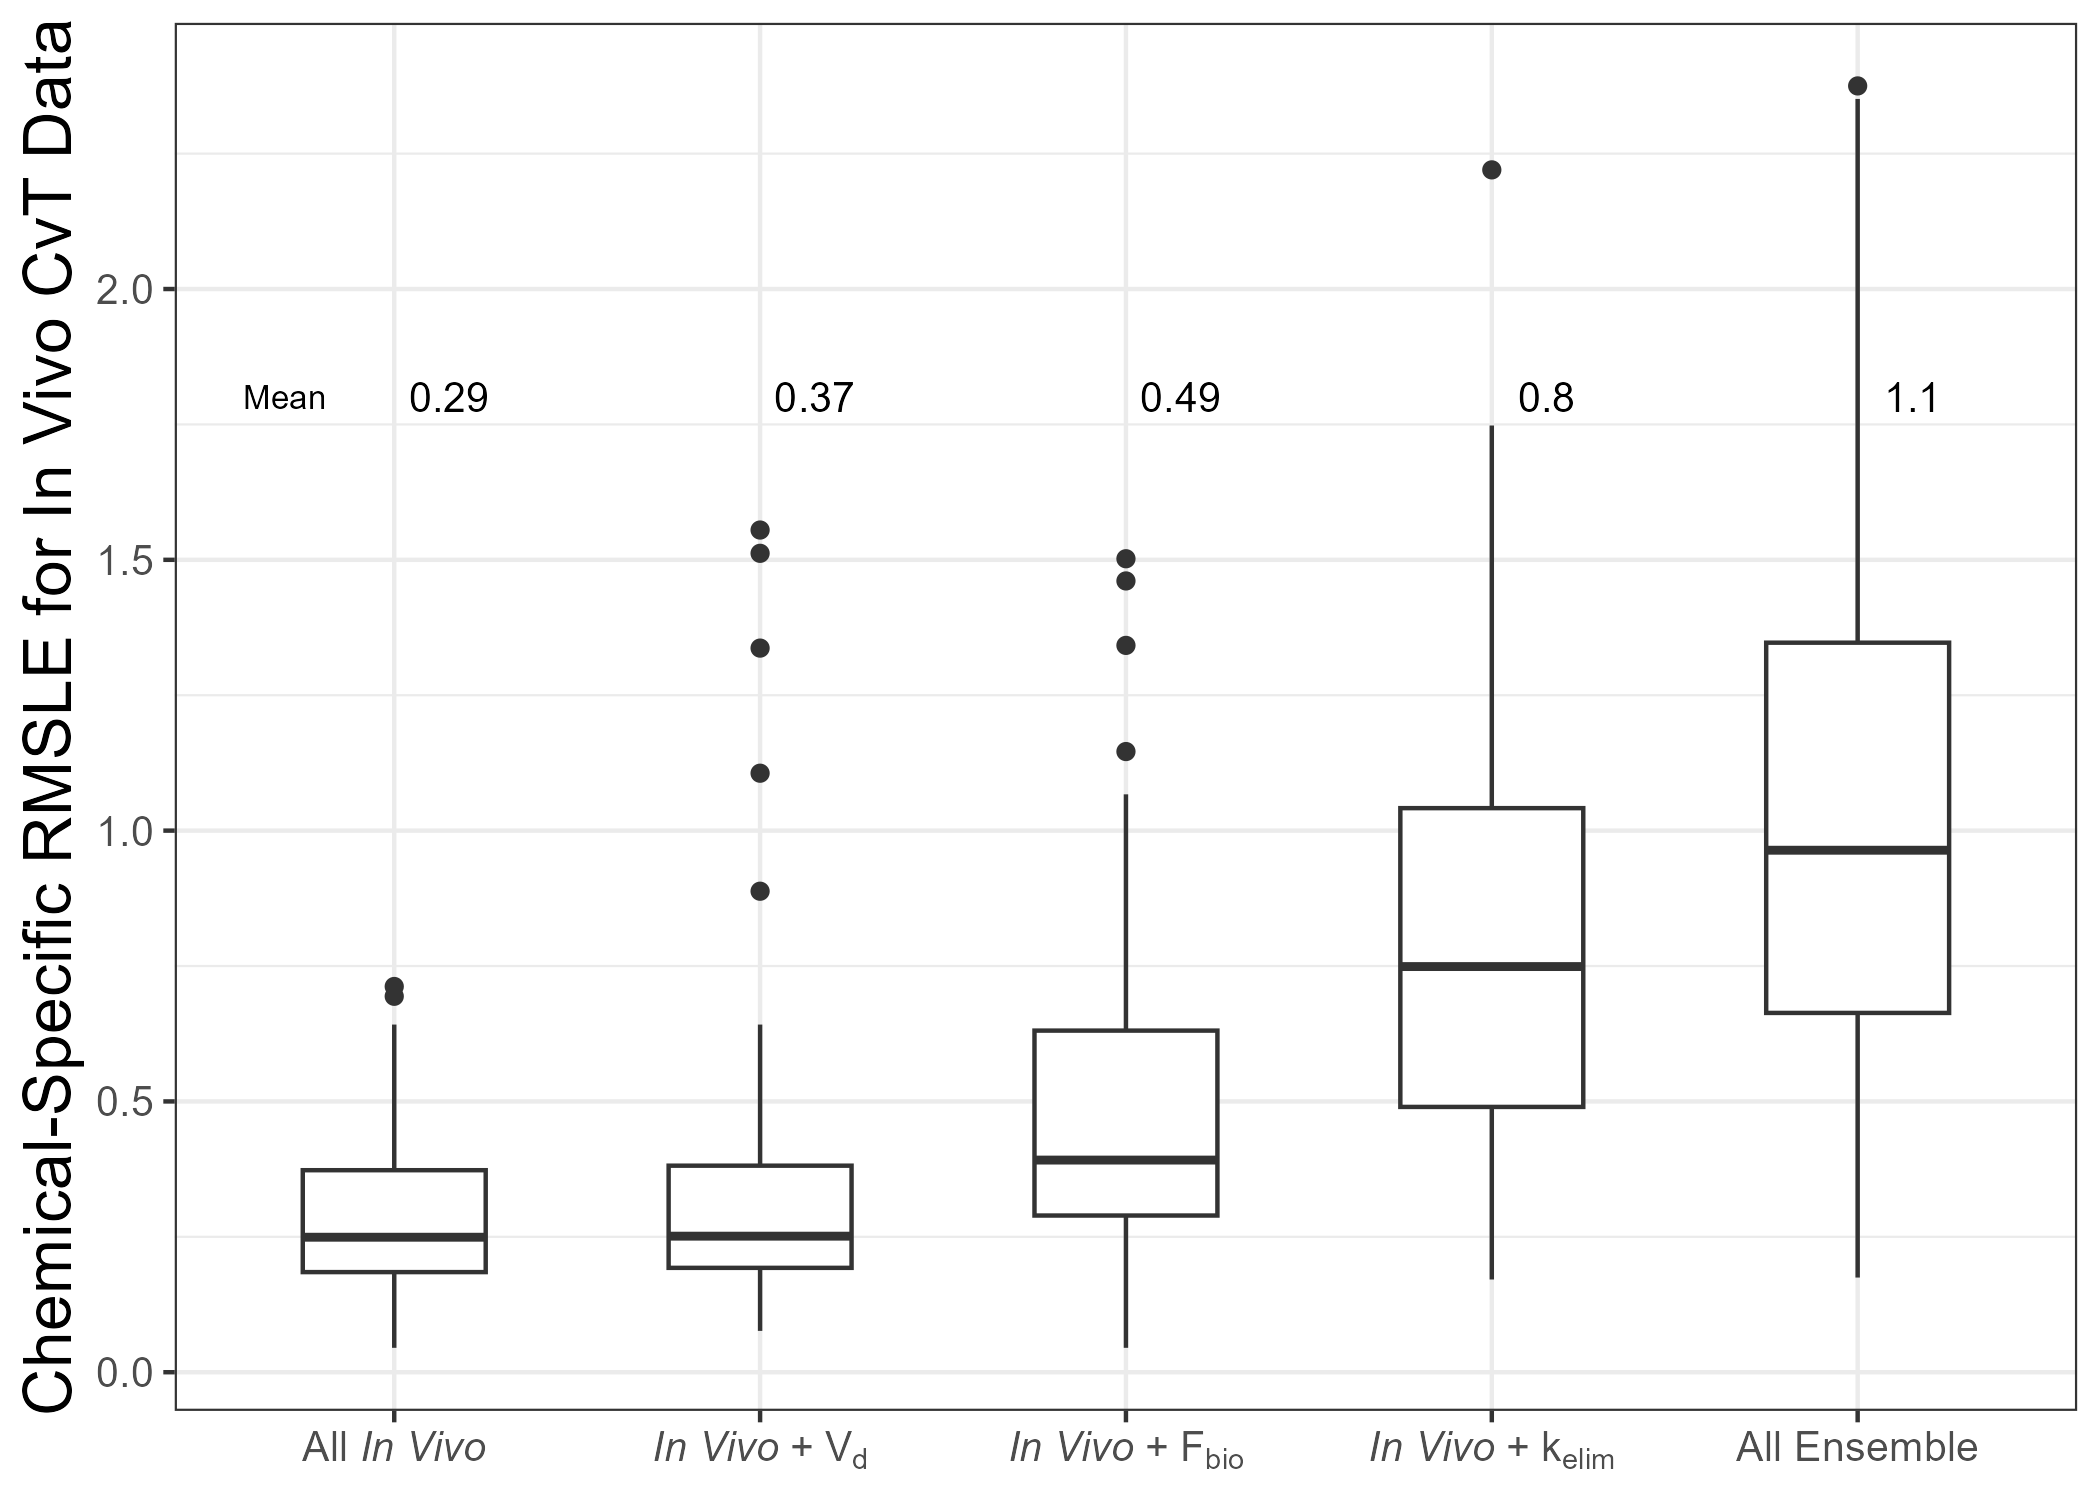 Chemical-Specific RMSLE for In Vivo CvT Data
2.0
1.5
1.0
0.5
0.0
Mean 0.29 0.37 0.49 0.8 1.1
All In Vivo
In Vivo + Vd
In Vivo + Fbio
In Vivo + kelim
All Ensemble